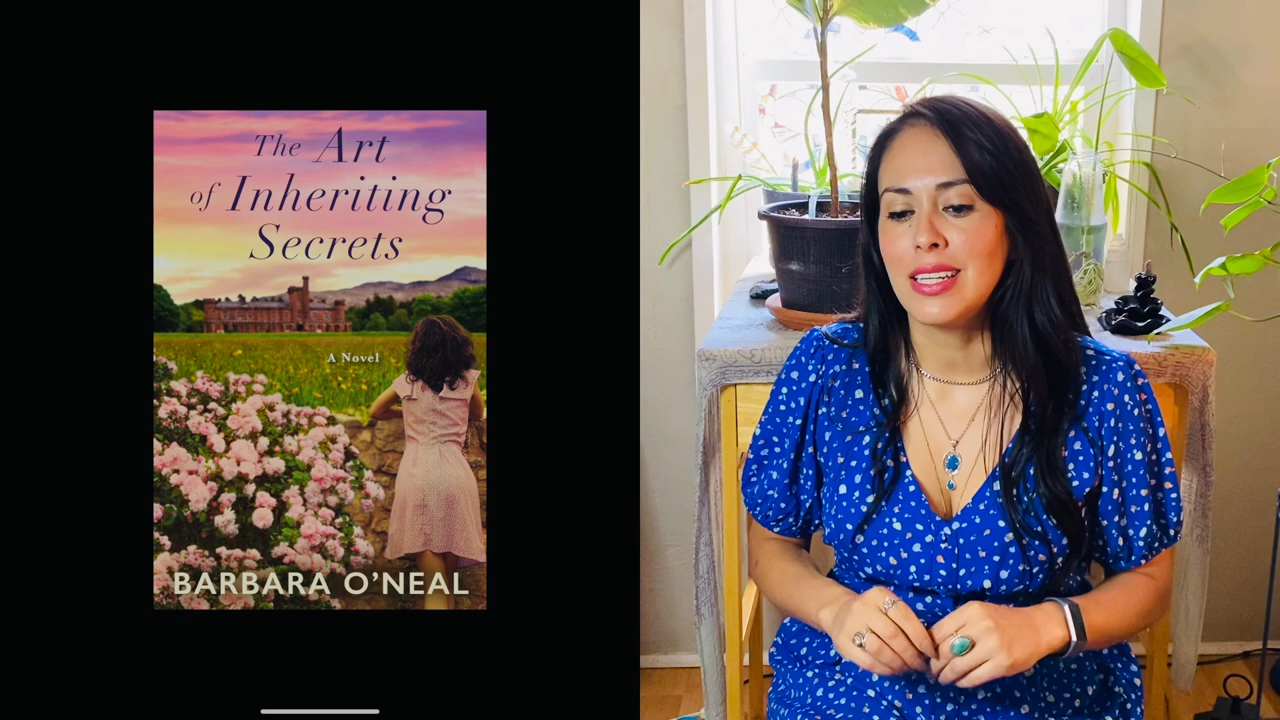 The Art
of Inheriting
Secrets
A Novel
BARBARA O'NEAL